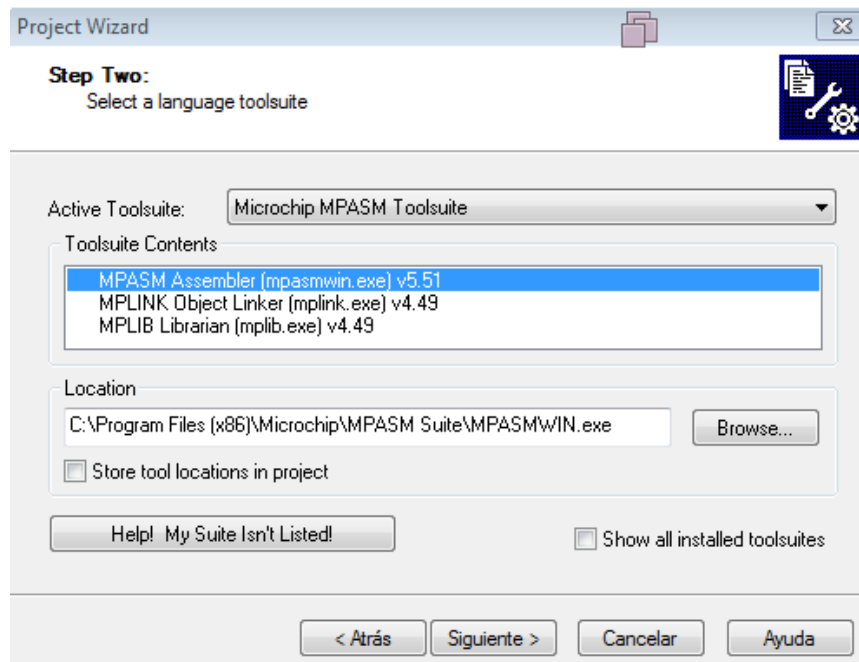 Project Wizard
Step Two:
Select a language toolsuite
Active Toolsuite: Microchip MPASM Toolsuite
Toolsuite Contents
MPASM Assembler (mpasmwin.exe) v5.51
MPLINK Object Linker (mplink.exe) v4.49
MPLIB Librarian (mplib.exe) v4.49
Location
C:\Program Files (x86)\Microchip\MPASM Suite\MPASMWIN.exe Browse...
Store tool locations in project
Help! My Suite Isn't Listed! Show all installed toolsuites
< Atrás Siguiente > Cancelar Ayuda